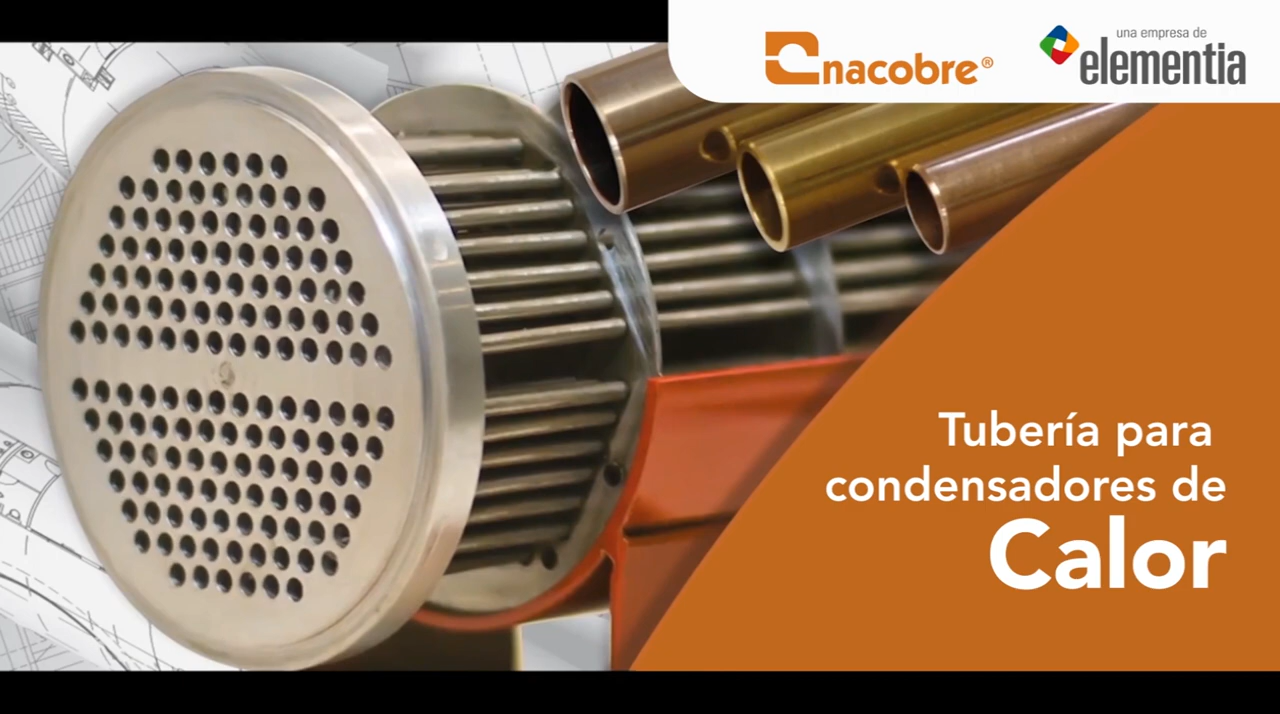 nacobre®
una empresa de
elementia
Tubería para
condensadores de
Calor